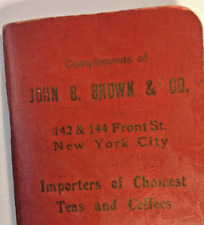 Compliments of
JOHN B. BROWN & CO.
142 & 144 Front St.
New York City
Importers of Choicest
Teas and Coffees